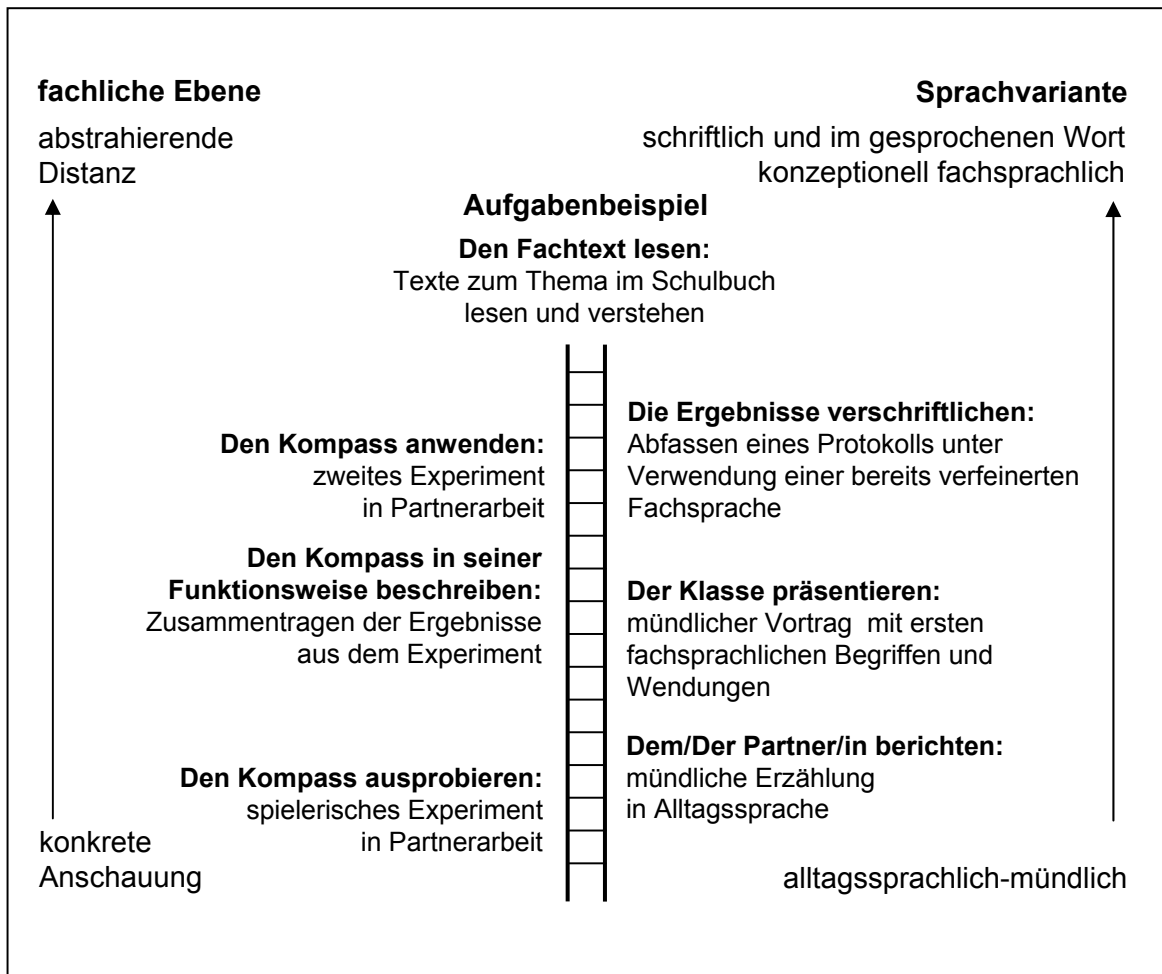 fachliche Ebene
abstrahierende
Distanz
Sprachvariante
schriftlich und im gesprochenen Wort
konzeptionell fachsprachlich
Aufgabenbeispiel
Den Fachtext lesen:
Texte zum Thema im Schulbuch
lesen und verstehen
Den Kompass anwenden:
zweites Experiment
in Partnerarbeit
Die Ergebnisse verschriftlichen:
Abfassen eines Protokolls unter
Verwendung einer bereits verfeinerten
Fachsprache
Den Kompass in seiner
Funktionsweise beschreiben:
Zusammentragen der Ergebnisse
aus dem Experiment
Der Klasse präsentieren:
mündlicher Vortrag mit ersten
fachsprachlichen Begriffen und
Wendungen
Den Kompass ausprobieren:
spielerisches Experiment
in Partnerarbeit
Dem/Der Partner/in berichten:
mündliche Erzählung
in Alltagssprache
konkrete
Anschauung
alltagssprachlich-mündlich